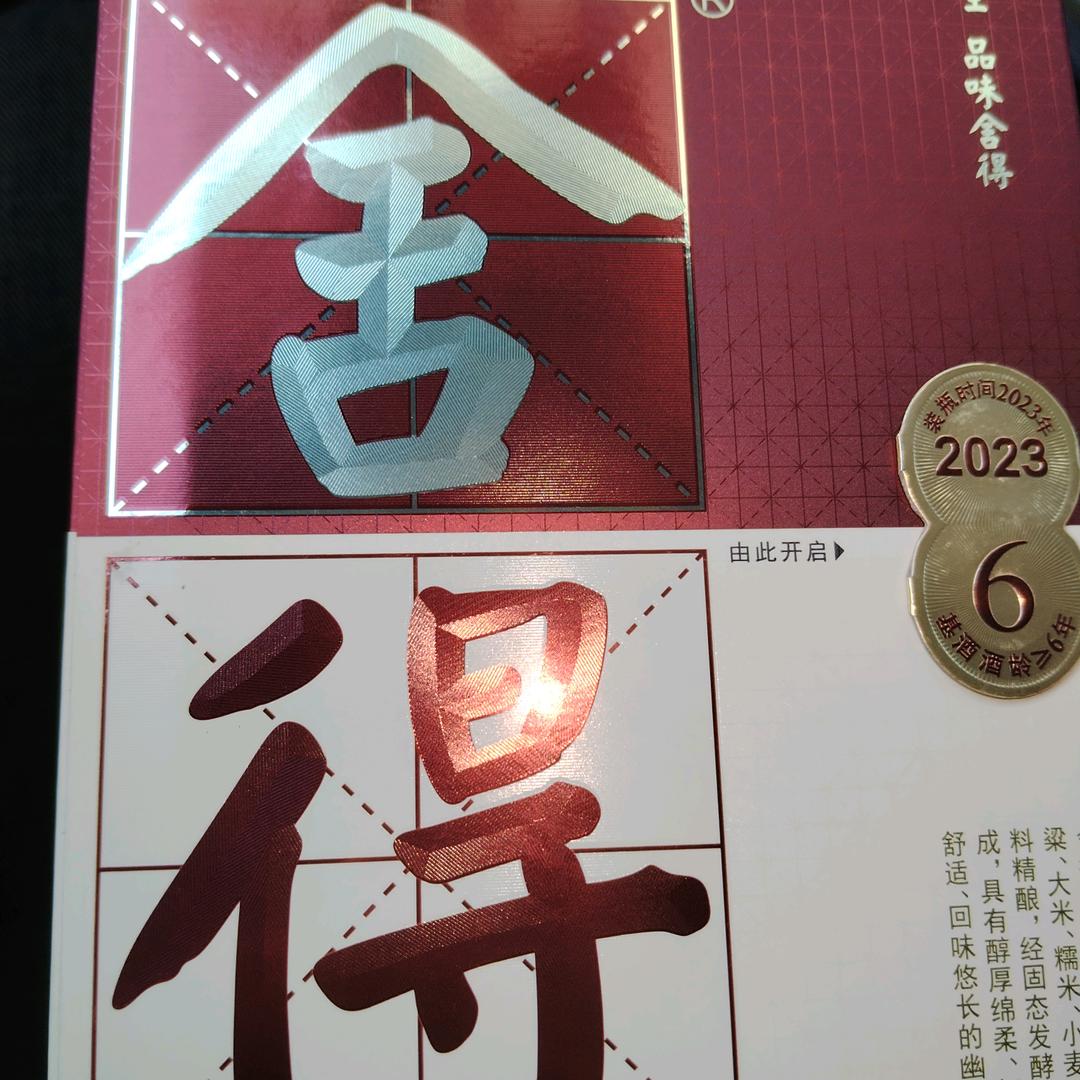 舍
得
®
品味舍得
装瓶时间2023年
2023
6
基酒酒龄≥6年
由此开启
粱、大米、糯米、小麦
料精酿，经固态发酵
成，具有醇厚绵柔、
舒适、回味悠长的幽